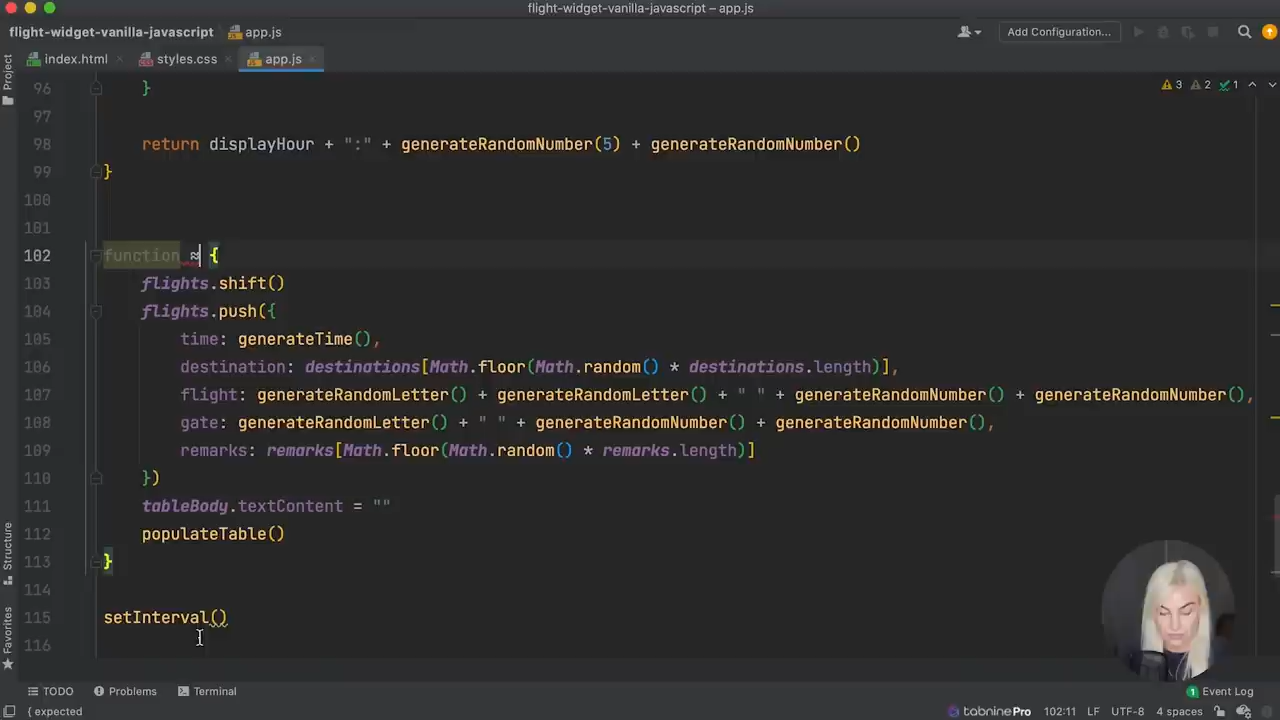 flight-widget-vanilla-javascript – app.js
flight-widget-vanilla-javascript app.js Add Configuration...
Project
index.html styles.css app.js
96 }
3 2 1
97
98 return displayHour + ":" + generateRandomNumber(5) + generateRandomNumber()
99 }
100
101
102 function ≈ {
103 flights.shift()
104 flights.push({
105 time: generateTime(),
106 destination: destinations[Math.floor(Math.random() * destinations.length)],
107 flight: generateRandomLetter() + generateRandomLetter() + " " + generateRandomNumber() + generateRandomNumber(),
108 gate: generateRandomLetter() + " " + generateRandomNumber() + generateRandomNumber(),
109 remarks: remarks[Math.floor(Math.random() * remarks.length)]
110 })
111 tableBody.textContent = ""
112 populateTable()
113 }
114
115 setInterval()
116
Structure
Favorites
TODO Problems Terminal 1 Event Log
{ expected tabnine Pro 102:11 LF UTF-8 4 spaces